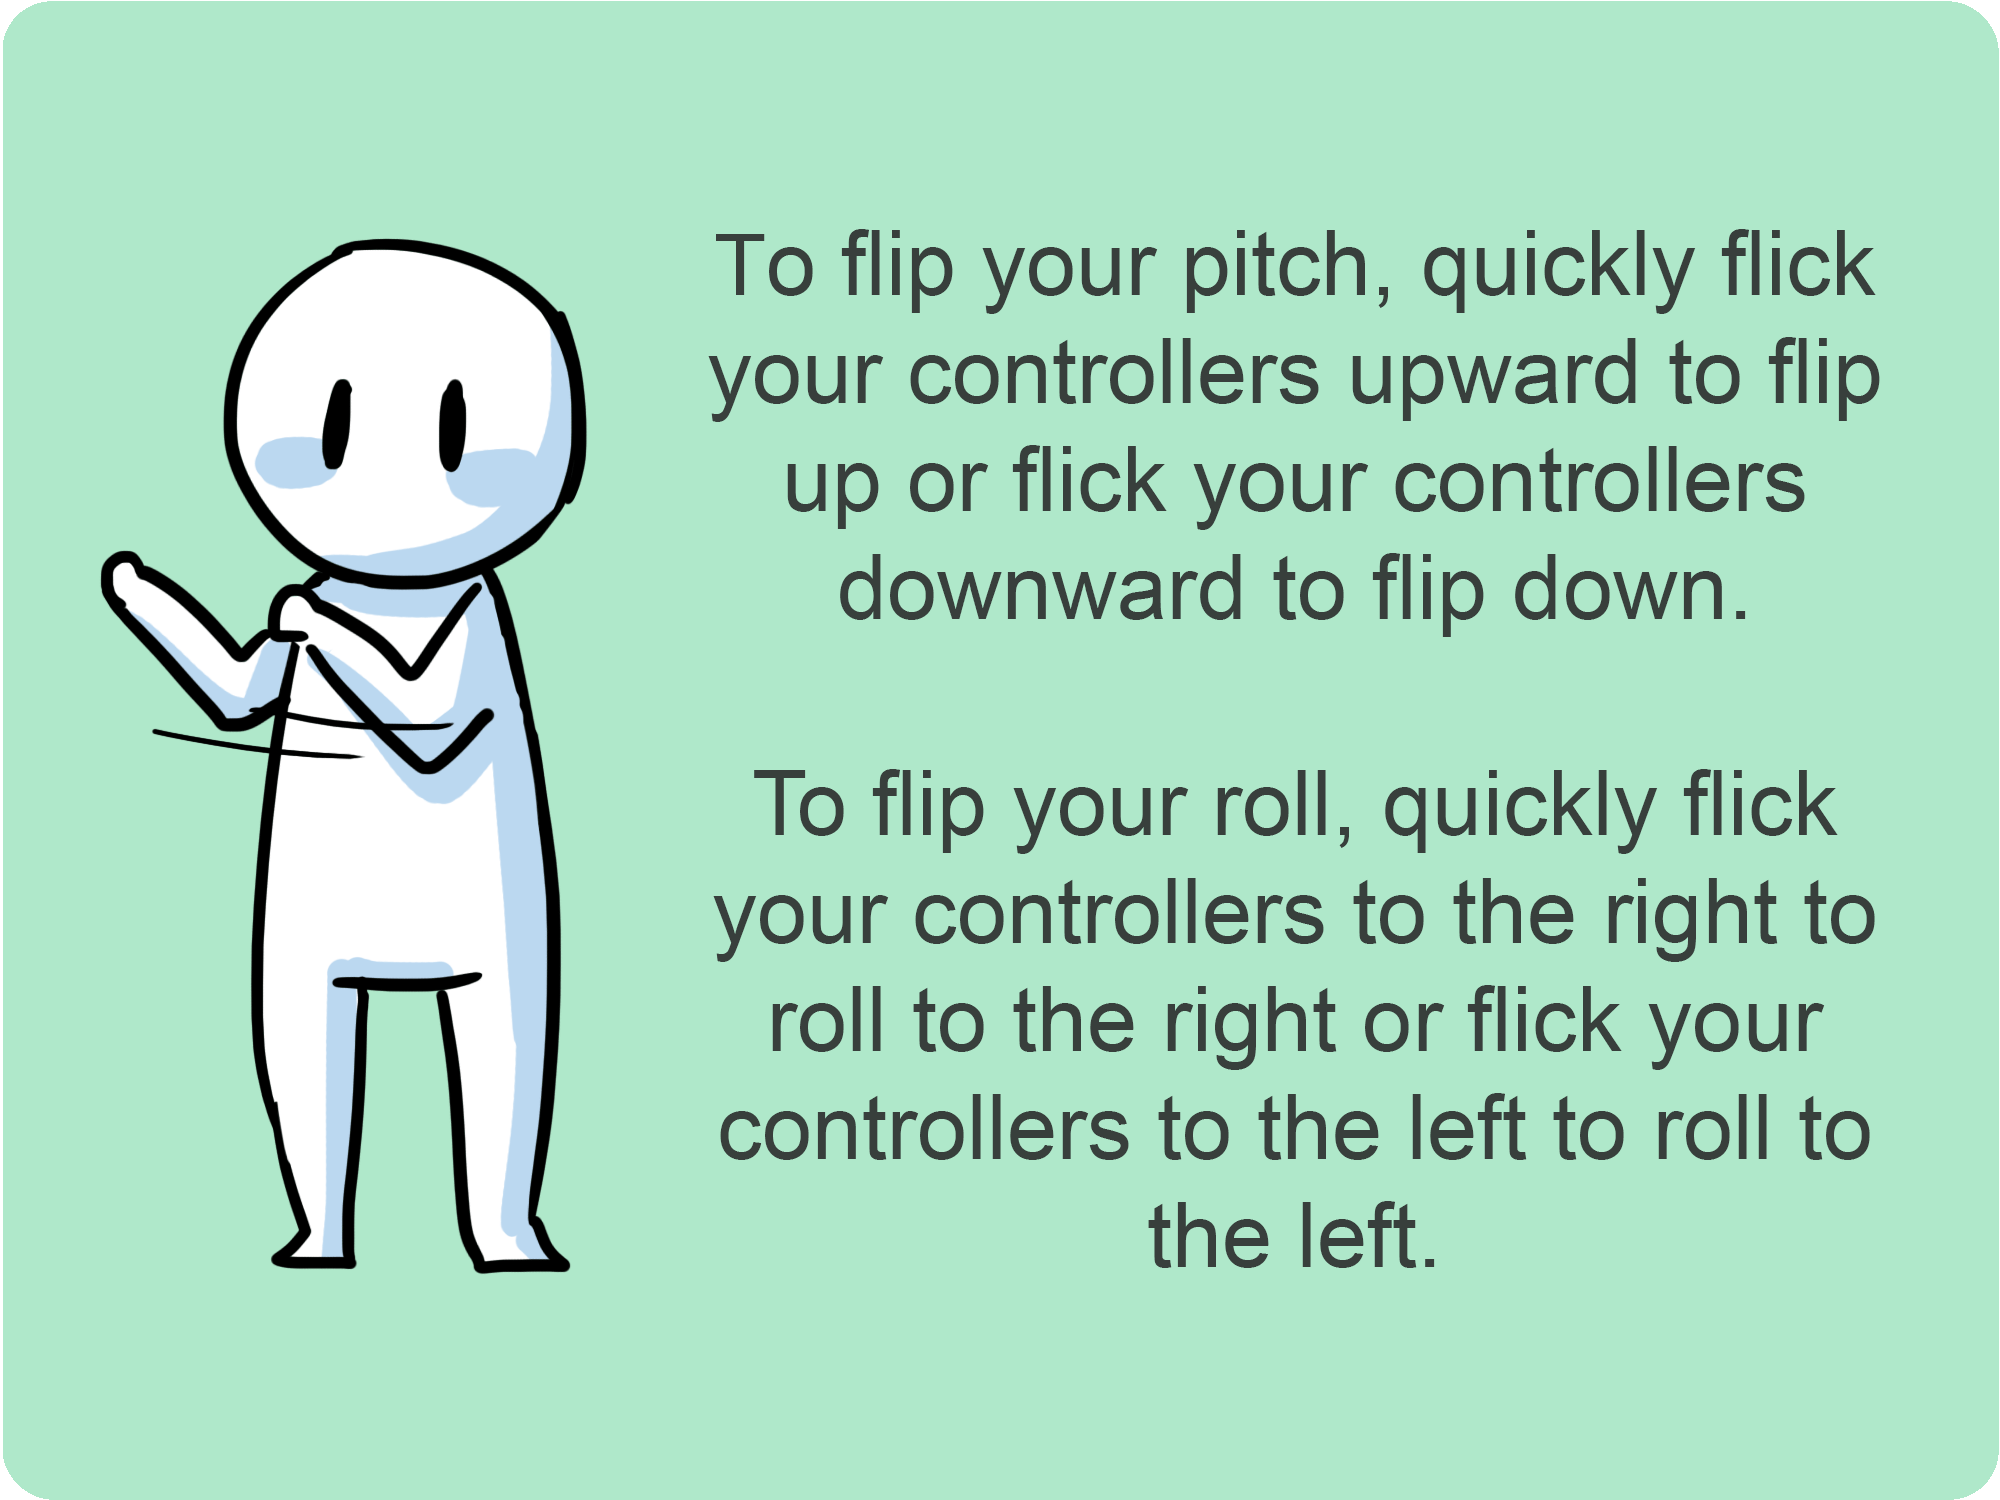 To flip your pitch, quickly flick
your controllers upward to flip
up or flick your controllers
downward to flip down.
To flip your roll, quickly flick
your controllers to the right to
roll to the right or flick your
controllers to the left to roll to
the left.